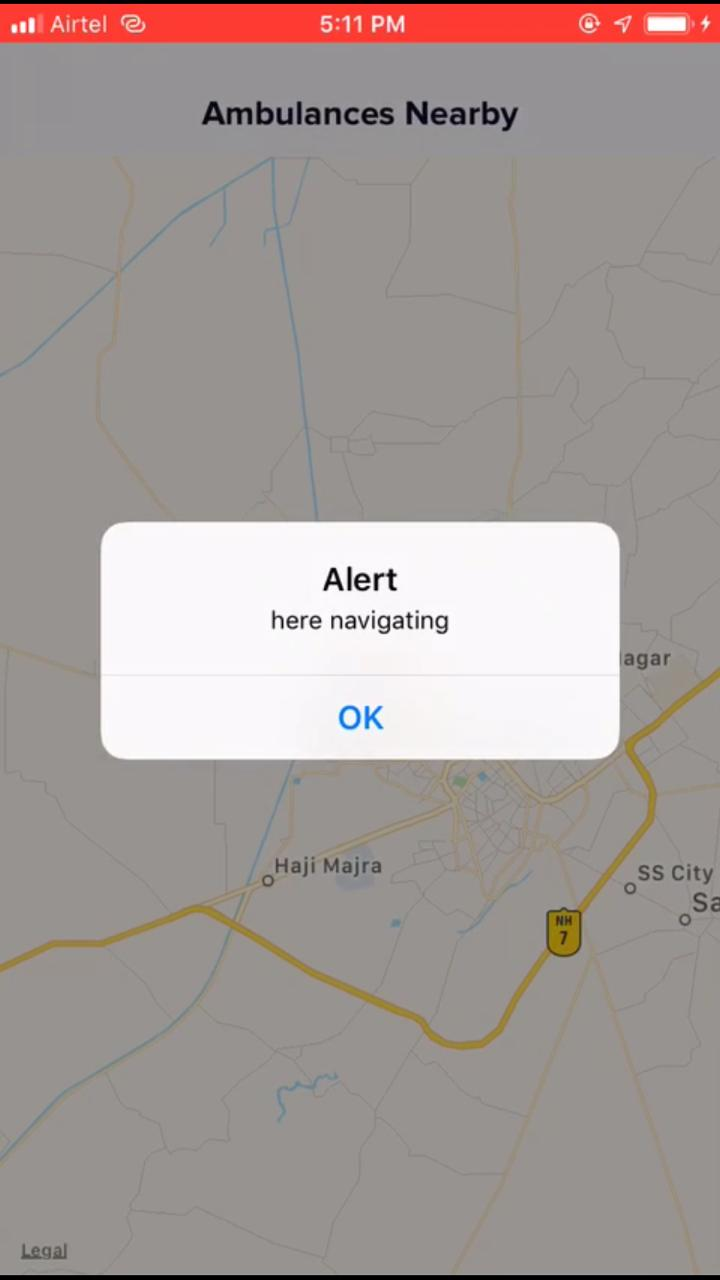 Airtel 5:11 PM
Ambulances Nearby
Alert
here navigating
OK
agar
Haji Majra
SS City
Sa
NH
7
Legal